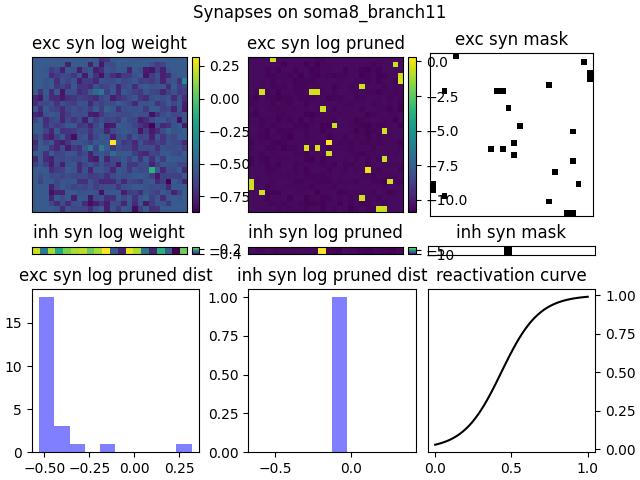 Synapses on soma8_branch11
exc syn log weight
exc syn log pruned
exc syn mask
0.25
0.00
−0.25
−0.50
−0.75
0.0
−2.5
−5.0
−7.5
−10.0
inh syn log weight
inh syn log pruned
inh syn mask
−0.2
−0.4
−5
−10
exc syn log pruned dist
inh syn log pruned dist
reactivation curve
15
10
5
0
−0.50 −0.25 0.00 0.25
1.00
0.75
0.50
0.25
0.00
−0.5 0.0
1.00
0.75
0.50
0.25
0.00
0.0 0.5 1.0